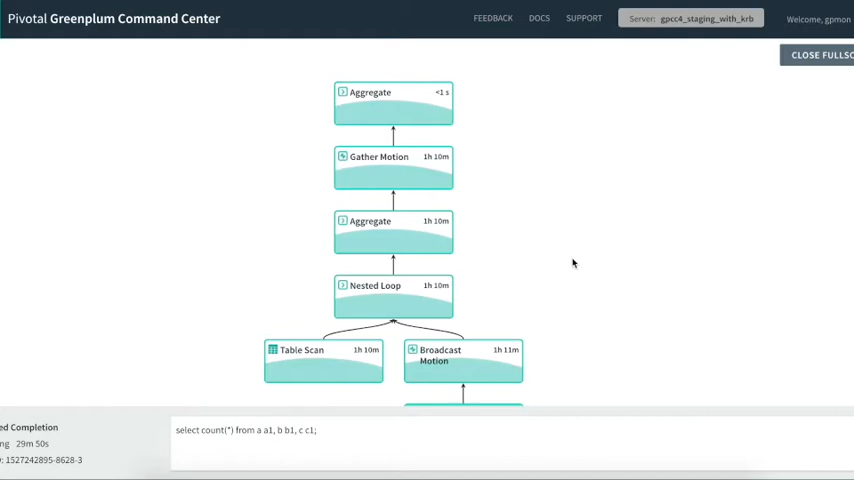 Pivotal Greenplum Command Center
FEEDBACK DOCS SUPPORT Server: gpcc4_staging_with_krb Welcome, gpmon
CLOSE FULLSC
Aggregate <1 s
Gather Motion 1h 10m
Aggregate 1h 10m
Nested Loop 1h 10m
Table Scan 1h 10m
Broadcast Motion 1h 11m
ed Completion
ng 29m 50s
D: 1527242895-8628-3
select count(*) from a a1, b b1, c c1;